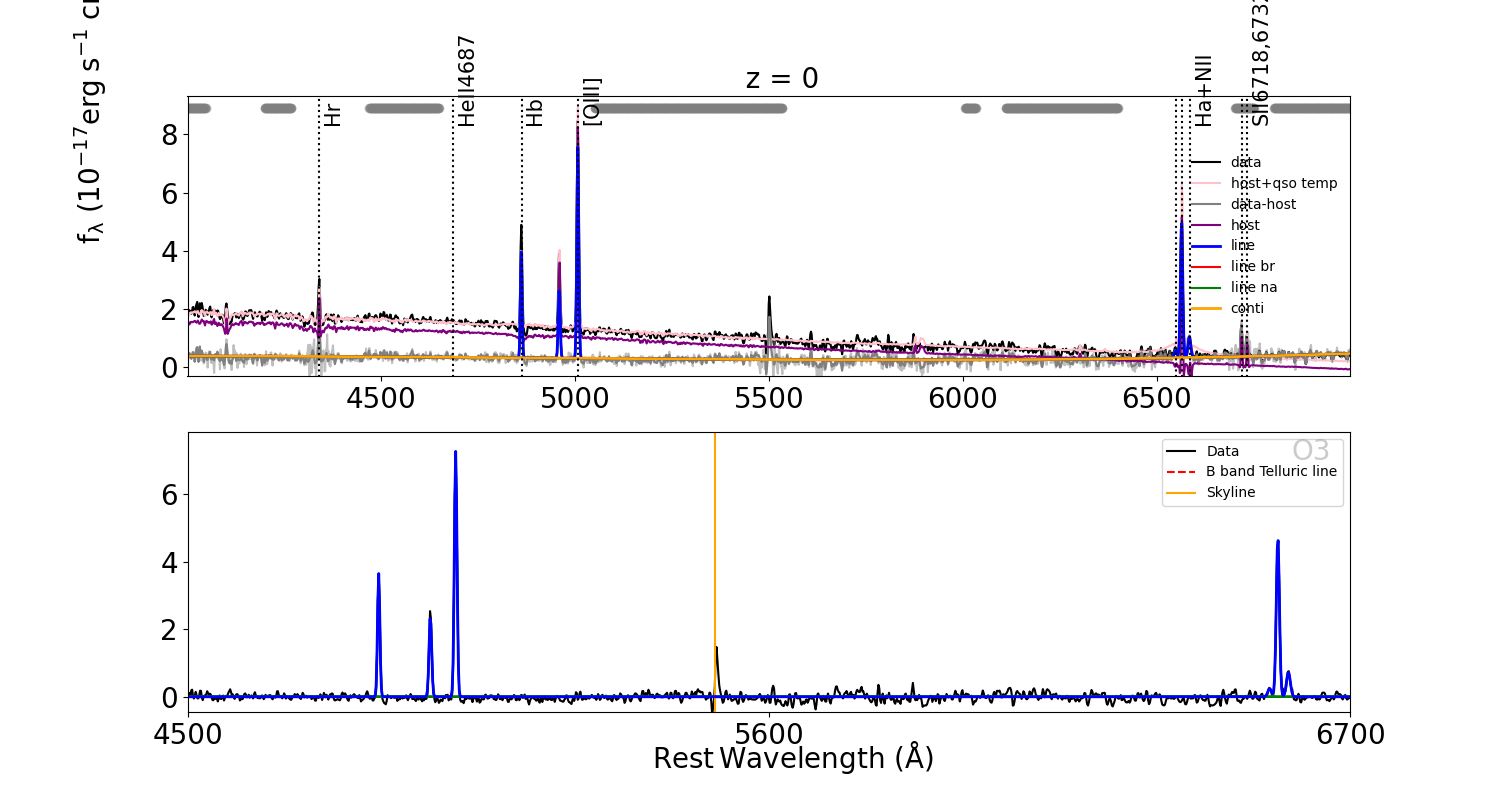 z = 0
fλ (10⁻¹⁷erg s⁻¹ c
Hr
HeII4687
Hb
[OIII]
Ha+NII
SII6718,673
8
6
4
2
0
data
host+qso temp
data-host
host
line
line br
line na
conti
4500 5000 5500 6000 6500
6
4
2
0
O3
Data
B band Telluric line
Skyline
4500 5600 6700
Rest Wavelength (Å)